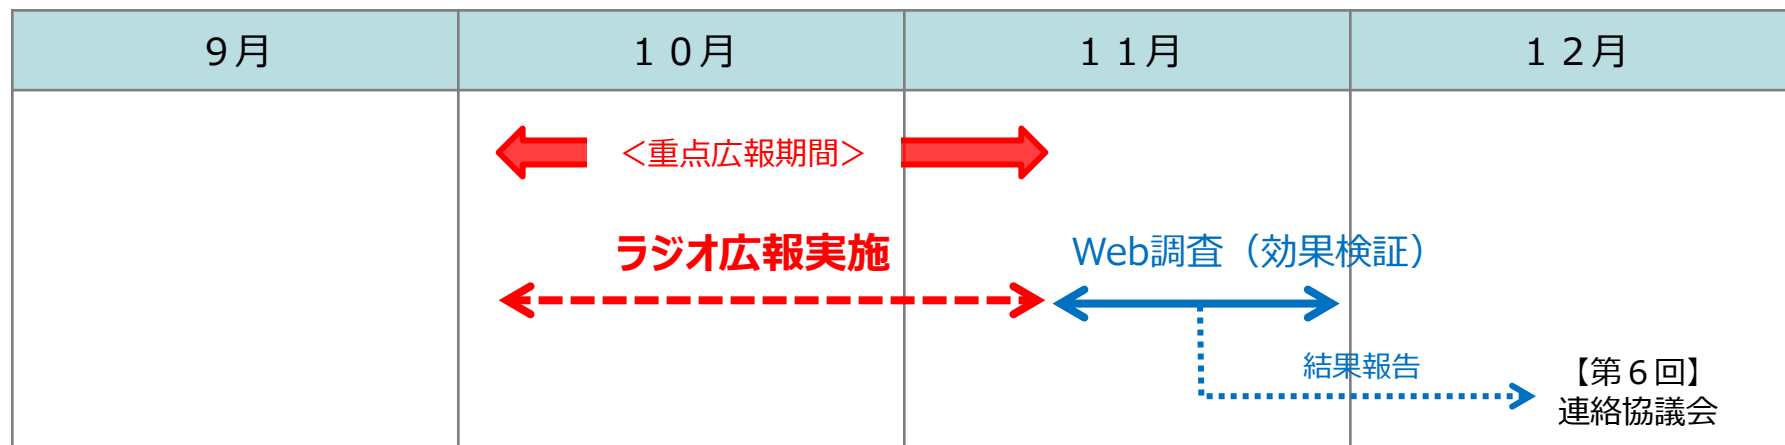 ９月
１０月
１１月
１２月
＜重点広報期間＞
ラジオ広報実施
Web調査（効果検証）
結果報告
【第６回】
連絡協議会